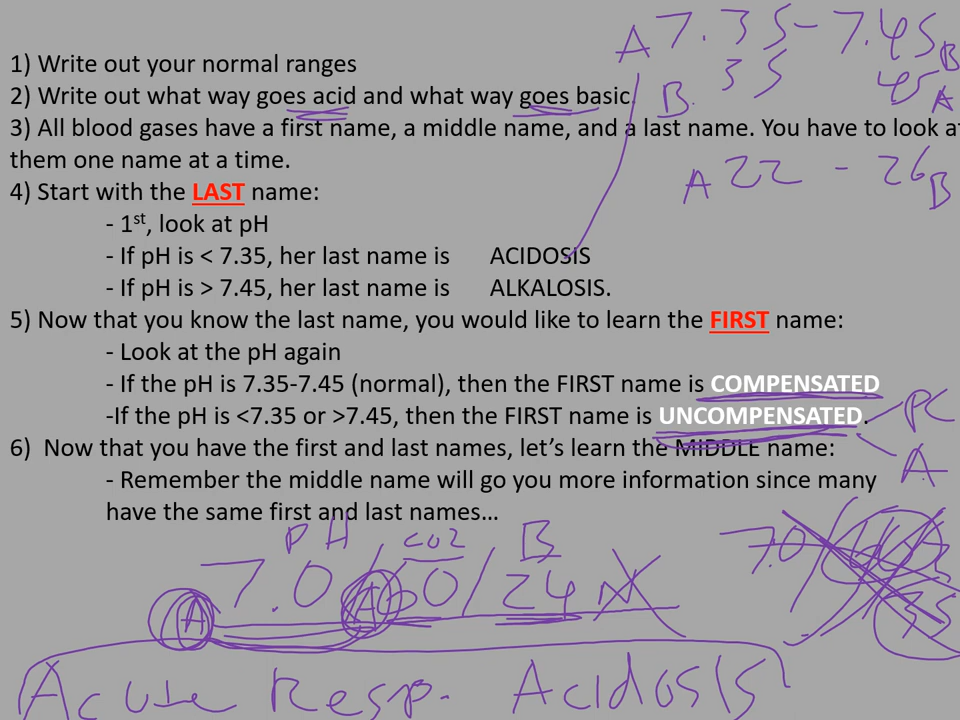 A 7.35 - 7.45 B
1) Write out your normal ranges
2) Write out what way goes acid and what way goes basic.
B 35 45 A
3) All blood gases have a first name, a middle name, and a last name. You have to look at
them one name at a time.
A 22 - 26 B
4) Start with the LAST name:
- 1st, look at pH
- If pH is < 7.35, her last name is ACIDOSIS
- If pH is > 7.45, her last name is ALKALOSIS.
5) Now that you know the last name, you would like to learn the FIRST name:
- Look at the pH again
- If the pH is 7.35-7.45 (normal), then the FIRST name is COMPENSATED
-If the pH is <7.35 or >7.45, then the FIRST name is UNCOMPENSATED.
PC
A
6) Now that you have the first and last names, let's learn the MIDDLE name:
- Remember the middle name will go you more information since many
have the same first and last names...
pH CO2 B
7.0/60/24 N
A A
7.0
35
Acute Resp. Acidosis